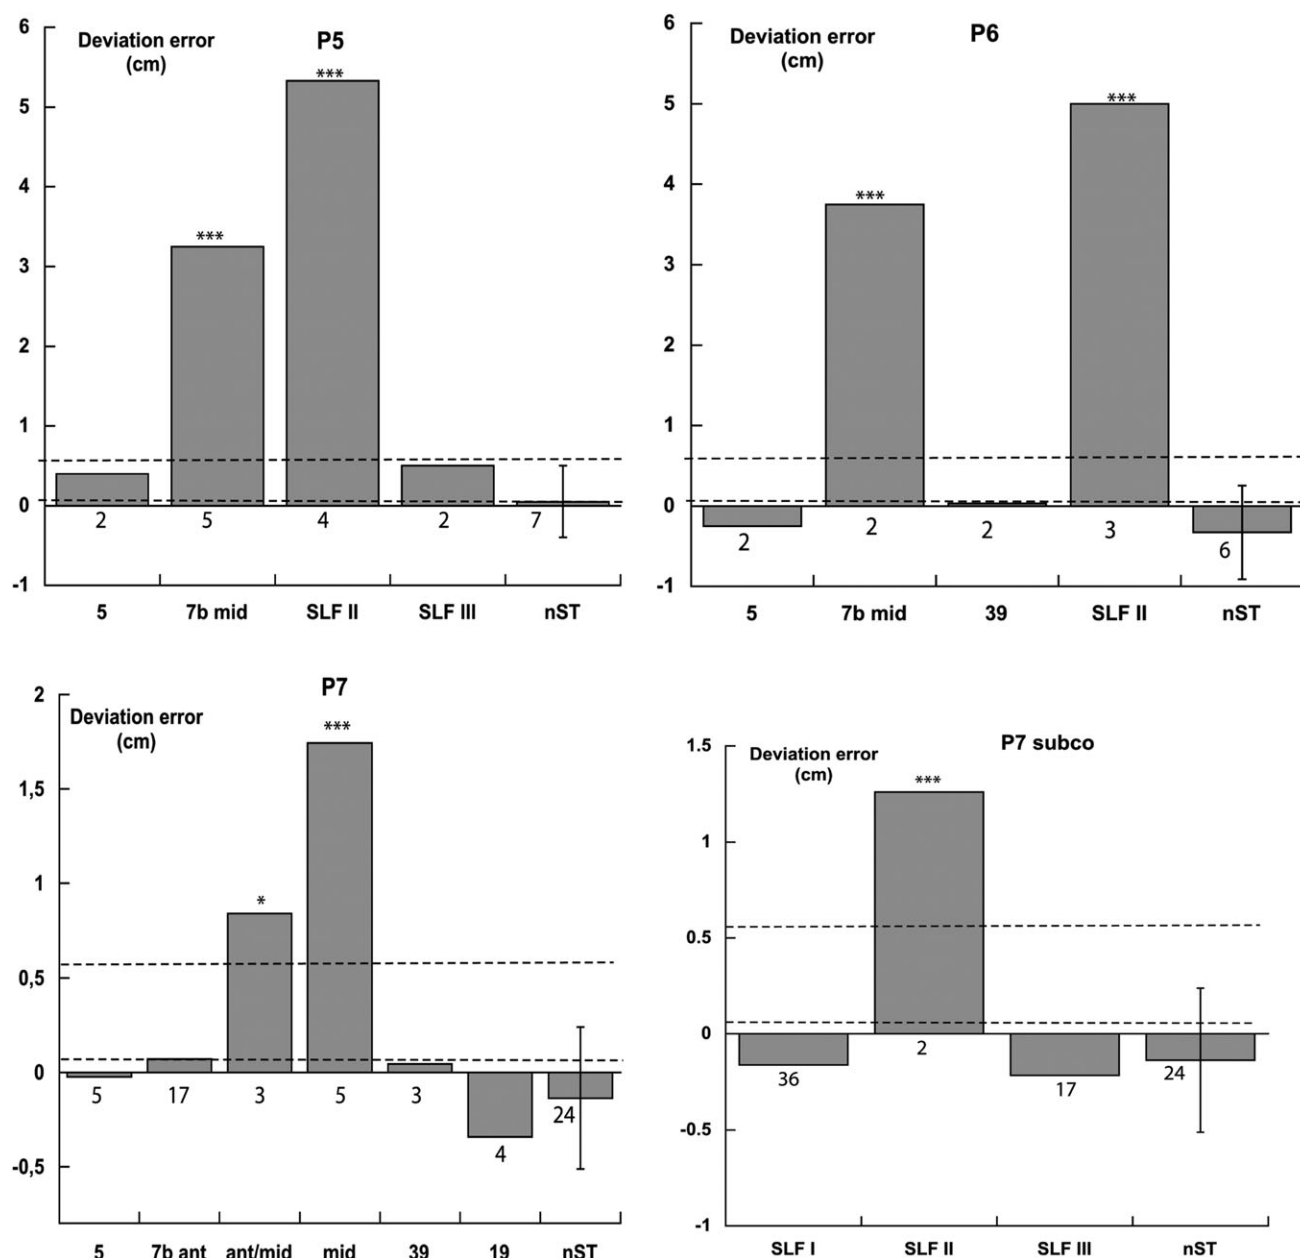 P5
Deviation error
(cm)
6
5
4
3
2
1
0
-1
***
***
2
5
4
2
7
5
7b mid
SLF II
SLF III
nST
P6
Deviation error
(cm)
6
5
4
3
2
1
0
-1
***
***
2
2
2
3
6
5
7b mid
39
SLF II
nST
P7
Deviation error
(cm)
2
1,5
1
0,5
0
-0,5
*
***
5
17
3
5
3
4
24
5
7b ant
ant/mid
mid
39
19
nST
P7 subco
Deviation error
(cm)
1.5
1
0.5
0
-0.5
-1
***
36
2
17
24
SLF I
SLF II
SLF III
nST